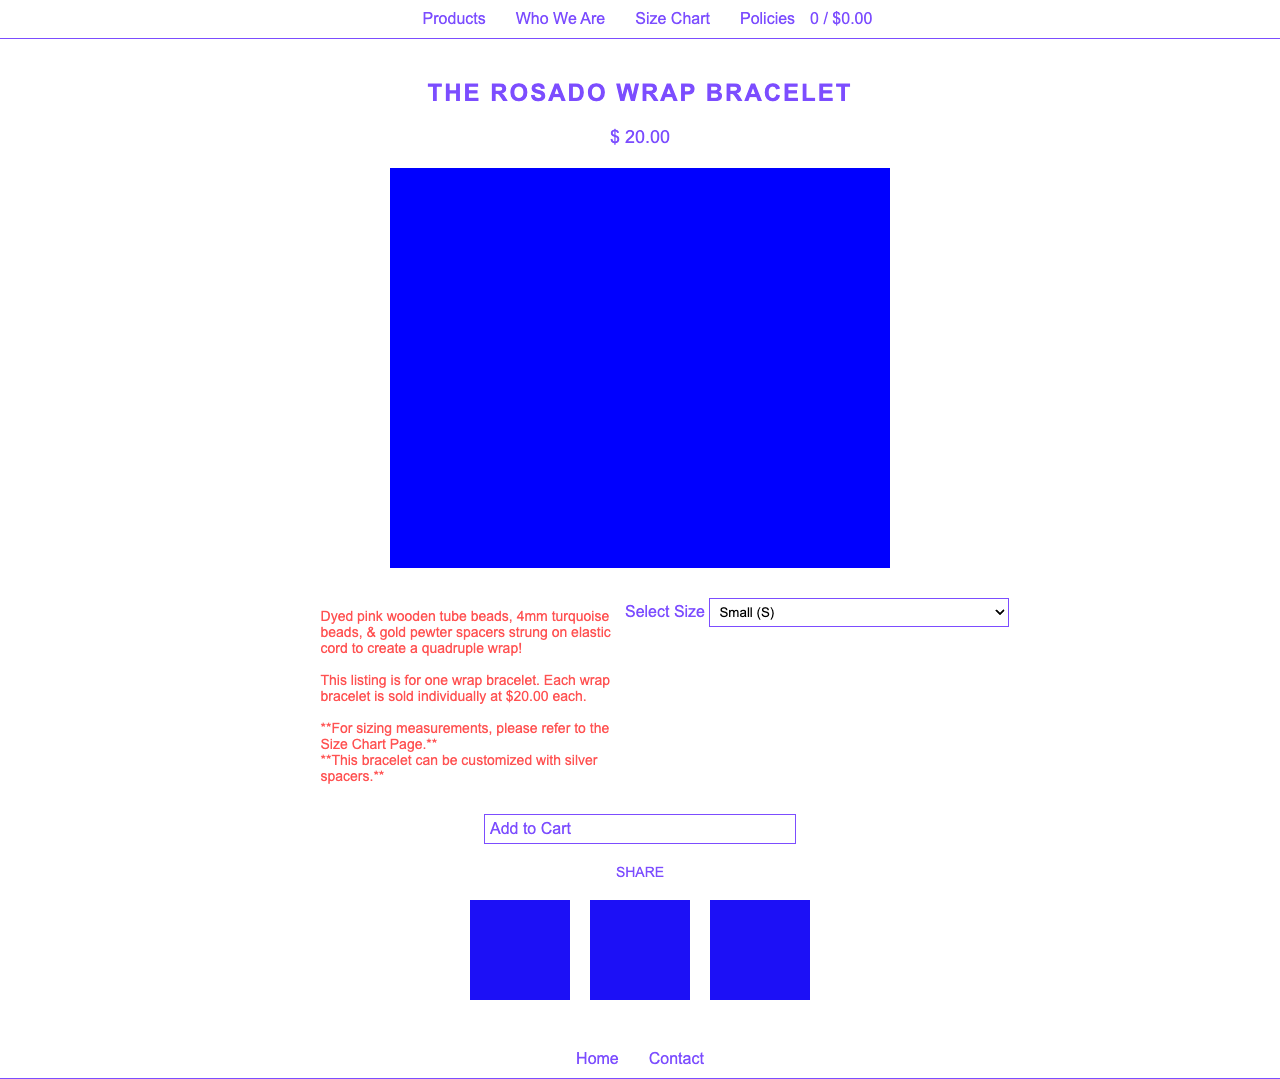 Products Who We Are Size Chart Policies 0 / $0.00
THE ROSADO WRAP BRACELET
$ 20.00
Dyed pink wooden tube beads, 4mm turquoise
beads, & gold pewter spacers strung on elastic
cord to create a quadruple wrap!
This listing is for one wrap bracelet. Each wrap
bracelet is sold individually at $20.00 each.
**For sizing measurements, please refer to the
Size Chart Page.**
**This bracelet can be customized with silver
spacers.**
Select Size Small (S)
Add to Cart
SHARE
Home Contact